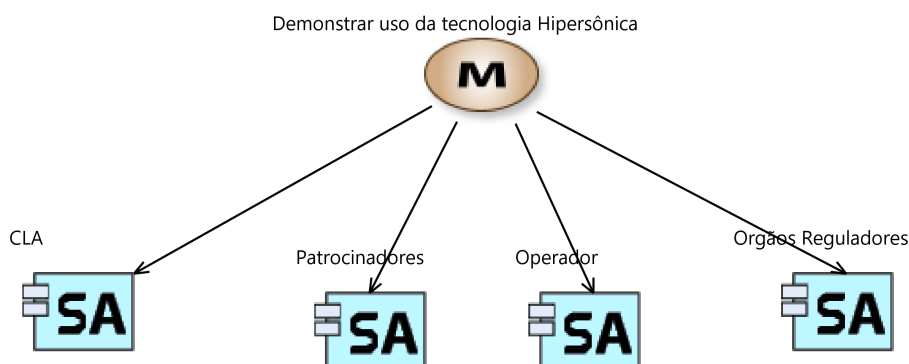 Demonstrar uso da tecnologia Hipersônica
M
CLA
Patrocinadores
Operador
Orgãos Reguladores
SA
SA
SA
SA